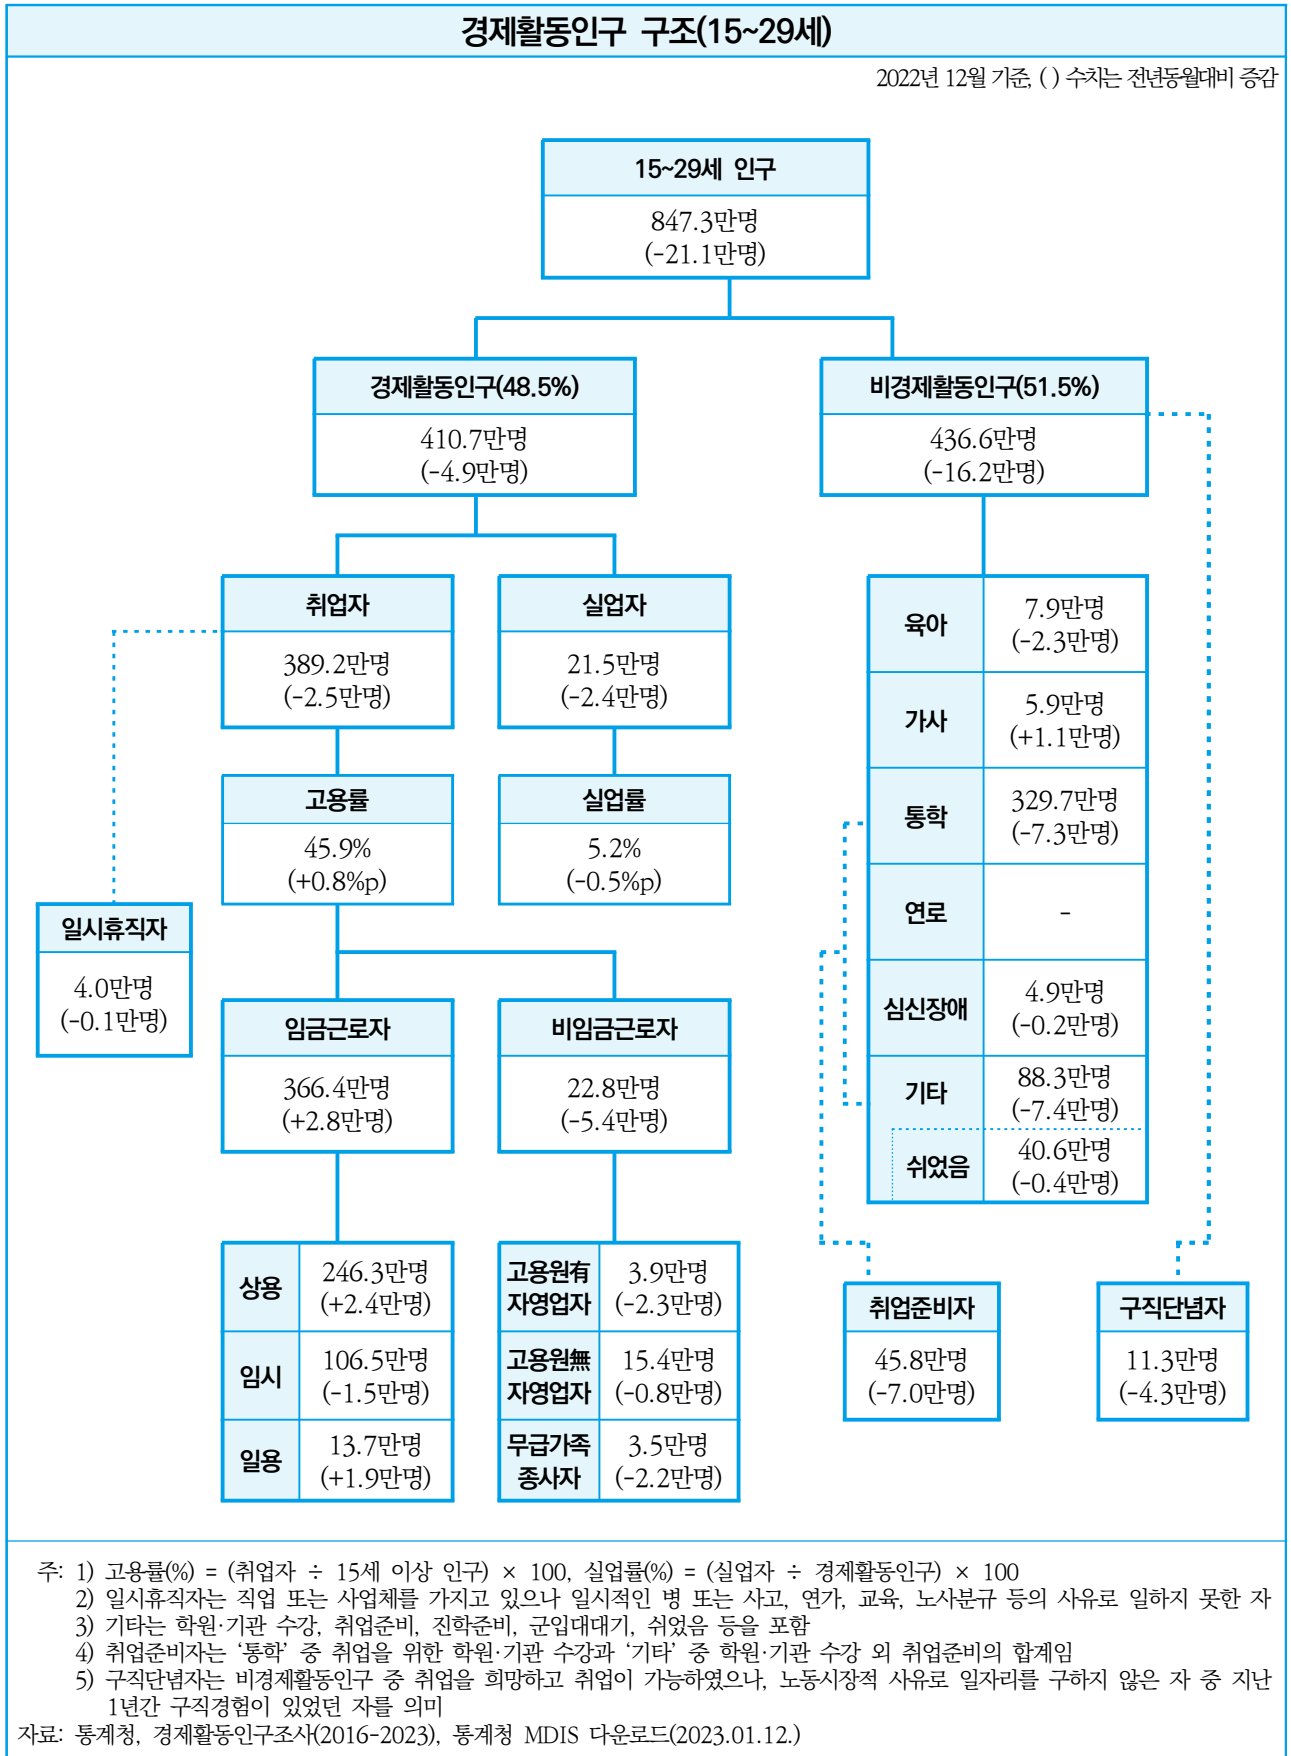 경제활동인구 구조(15~29세)
2022년 12월 기준, ( ) 수치는 전년동월대비 증감
15~29세 인구
847.3만명
(-21.1만명)
경제활동인구(48.5%)
410.7만명
(-4.9만명)
비경제활동인구(51.5%)
436.6만명
(-16.2만명)
취업자
389.2만명
(-2.5만명)
실업자
21.5만명
(-2.4만명)
고용률
45.9%
(+0.8%p)
실업률
5.2%
(-0.5%p)
일시휴직자
4.0만명
(-0.1만명)
임금근로자
366.4만명
(+2.8만명)
비임금근로자
22.8만명
(-5.4만명)
상용
246.3만명
(+2.4만명)
임시
106.5만명
(-1.5만명)
일용
13.7만명
(+1.9만명)
고용원有
자영업자
3.9만명
(-2.3만명)
고용원無
자영업자
15.4만명
(-0.8만명)
무급가족
종사자
3.5만명
(-2.2만명)
육아
7.9만명
(-2.3만명)
가사
5.9만명
(+1.1만명)
통학
329.7만명
(-7.3만명)
연로
-
심신장애
4.9만명
(-0.2만명)
기타
88.3만명
(-7.4만명)
쉬었음
40.6만명
(-0.4만명)
취업준비자
45.8만명
(-7.0만명)
구직단념자
11.3만명
(-4.3만명)
주: 1) 고용률(%) = (취업자 ÷ 15세 이상 인구) × 100, 실업률(%) = (실업자 ÷ 경제활동인구) × 100
2) 일시휴직자는 직업 또는 사업체를 가지고 있으나 일시적인 병 또는 사고, 연가, 교육, 노사분규 등의 사유로 일하지 못한 자
3) 기타는 학원·기관 수강, 취업준비, 진학준비, 군입대대기, 쉬었음 등을 포함
4) 취업준비자는 ‘통학’ 중 취업을 위한 학원·기관 수강과 ‘기타’ 중 학원·기관 수강 외 취업준비의 합계임
5) 구직단념자는 비경제활동인구 중 취업을 희망하고 취업이 가능하였으나, 노동시장적 사유로 일자리를 구하지 않은 자 중 지난
1년간 구직경험이 있었던 자를 의미
자료: 통계청, 경제활동인구조사(2016-2023), 통계청 MDIS 다운로드(2023.01.12.)